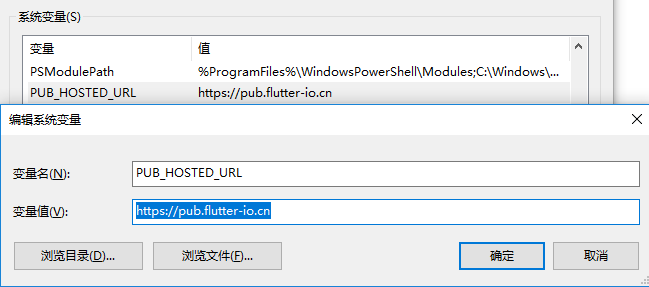 系统变量(S)
变量 值
PSModulePath %ProgramFiles%\WindowsPowerShell\Modules;C:\Windows\...
PUB_HOSTED_URL https://pub.flutter-io.cn
编辑系统变量
变量名(N): PUB_HOSTED_URL
变量值(V): https://pub.flutter-io.cn
浏览目录(D)... 浏览文件(F)... 确定 取消